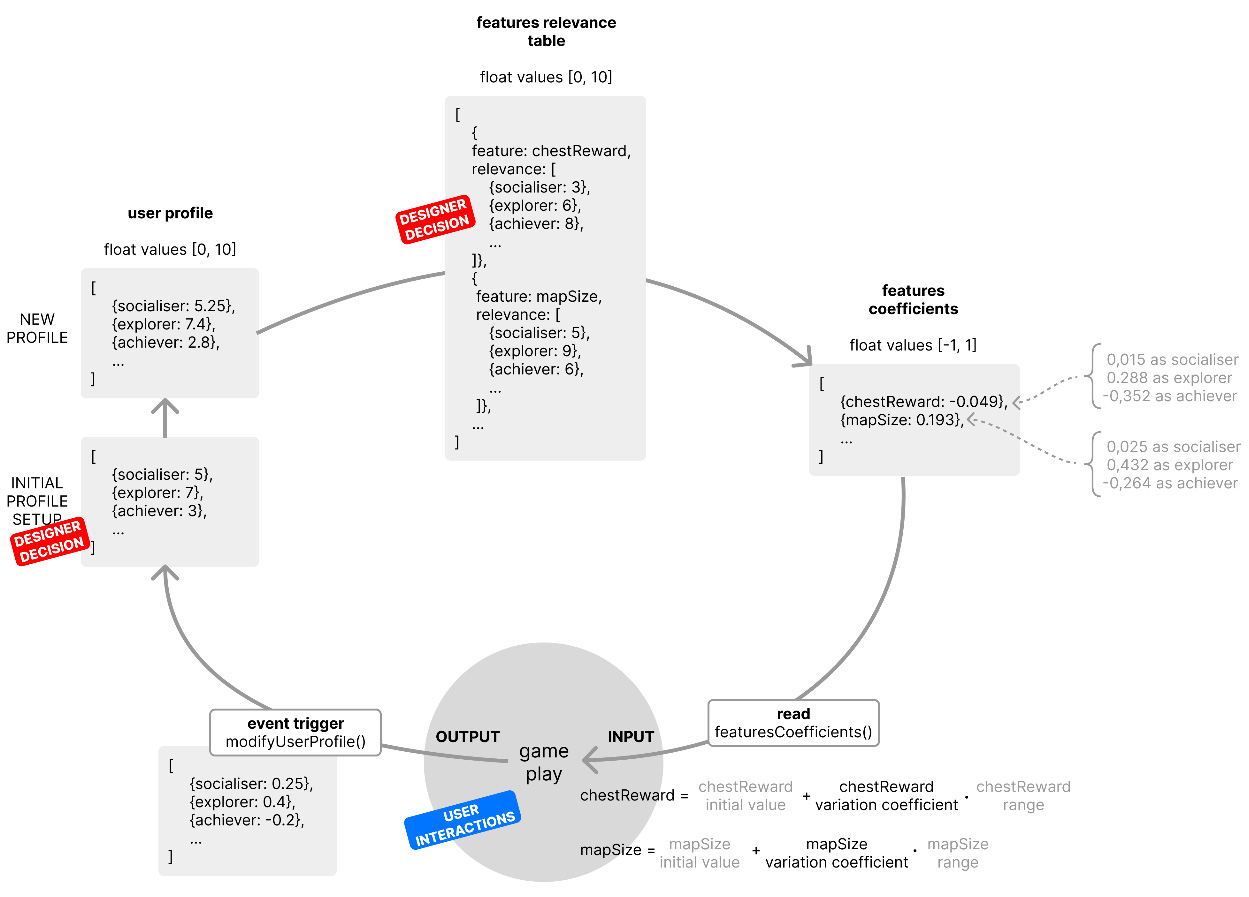 features relevance
table
float values [0, 10]
[
{
feature: chestReward,
relevance: [
{socialiser: 3},
{explorer: 6},
{achiever: 8},
...
]},
{
feature: mapSize,
relevance: [
{socialiser: 5},
{explorer: 9},
{achiever: 6},
...
]},
...
]
DESIGNER
DECISION
user profile
float values [0, 10]
NEW
PROFILE
[
{socialiser: 5.25},
{explorer: 7.4},
{achiever: 2.8},
...
]
INITIAL
PROFILE
SETUP
DESIGNER
DECISION
[
{socialiser: 5},
{explorer: 7},
{achiever: 3},
...
]
features
coefficients
float values [-1, 1]
[
{chestReward: -0.049},
{mapSize: 0.193},
...
]
0,015 as socialiser
0.288 as explorer
-0,352 as achiever
0,025 as socialiser
0,432 as explorer
-0,264 as achiever
read
featuresCoefficients()
INPUT
game
play
OUTPUT
USER
INTERACTIONS
event trigger
modifyUserProfile()
[
{socialiser: 0.25},
{explorer: 0.4},
{achiever: -0.2},
...
]
chestReward = chestReward initial value + chestReward variation coefficient · chestReward range
mapSize = mapSize initial value + mapSize variation coefficient · mapSize range